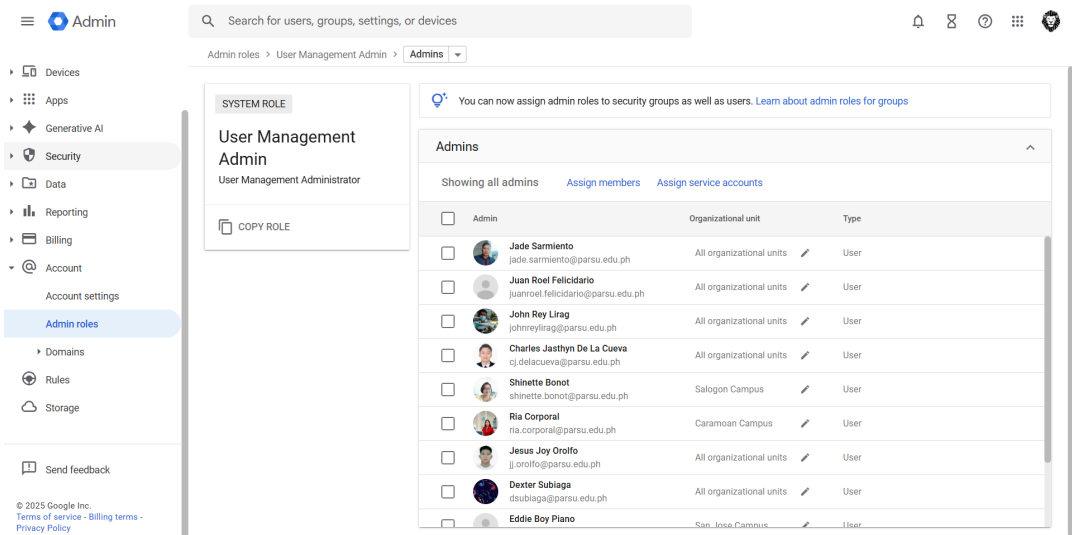 Admin
Search for users, groups, settings, or devices
Admin roles > User Management Admin > Admins
Devices
Apps
Generative AI
Security
Data
Reporting
Billing
Account
Account settings
Admin roles
Domains
Rules
Storage
Send feedback
© 2025 Google Inc.
Terms of service - Billing terms -
Privacy Policy
SYSTEM ROLE
User Management
Admin
User Management Administrator
COPY ROLE
You can now assign admin roles to security groups as well as users. Learn about admin roles for groups
Admins
Showing all admins Assign members Assign service accounts
Admin Organizational unit Type
Jade Sarmiento
jade.sarmiento@parsu.edu.ph All organizational units User
Juan Roel Felicidario
juanroel.felicidario@parsu.edu.ph All organizational units User
John Rey Lirag
johnreylirag@parsu.edu.ph All organizational units User
Charles Jasthyn De La Cueva
cj.delacueva@parsu.edu.ph All organizational units User
Shinette Bonot
shinette.bonot@parsu.edu.ph Salogon Campus User
Ria Corporal
ria.corporal@parsu.edu.ph Caramoan Campus User
Jesus Joy Orolfo
jj.orolfo@parsu.edu.ph All organizational units User
Dexter Subiaga
dsubiaga@parsu.edu.ph All organizational units User
Eddie Boy Piano
San Jose Campus User